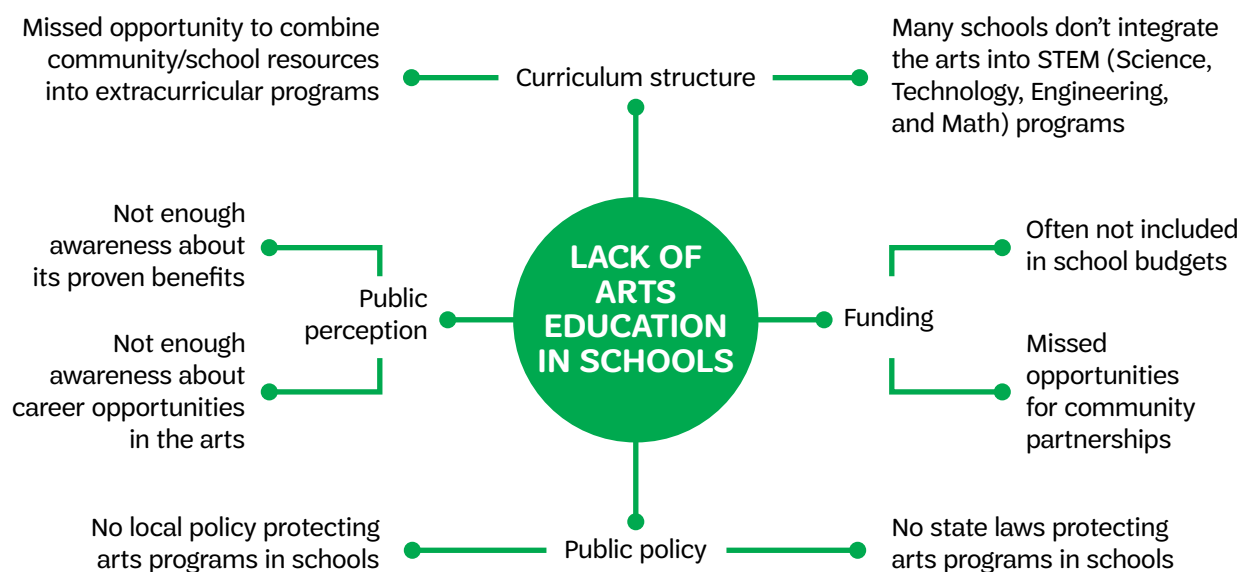 Missed opportunity to combine
community/school resources
into extracurricular programs
Curriculum structure
Many schools don’t integrate
the arts into STEM (Science,
Technology, Engineering,
and Math) programs
Not enough
awareness about
its proven benefits
Public
perception
Not enough
awareness about
career opportunities
in the arts
LACK OF
ARTS
EDUCATION
IN SCHOOLS
Funding
Often not included
in school budgets
Missed
opportunities
for community
partnerships
No local policy protecting
arts programs in schools
Public policy
No state laws protecting
arts programs in schools